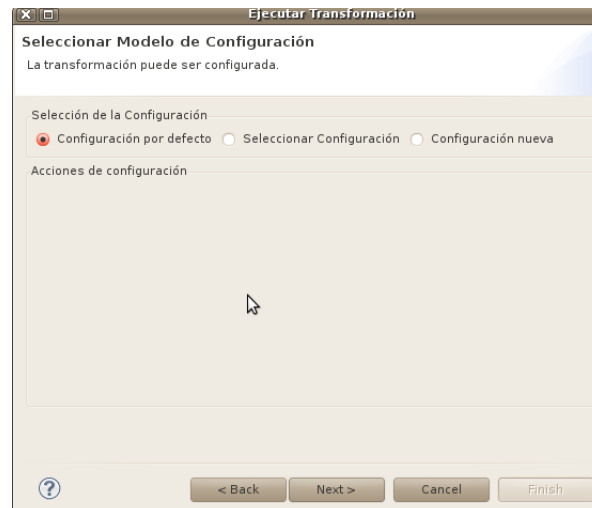 Ejecutar Transformación
Seleccionar Modelo de Configuración
La transformación puede ser configurada.
Selección de la Configuración
Configuración por defecto Seleccionar Configuración Configuración nueva
Acciones de configuración
< Back Next > Cancel Finish